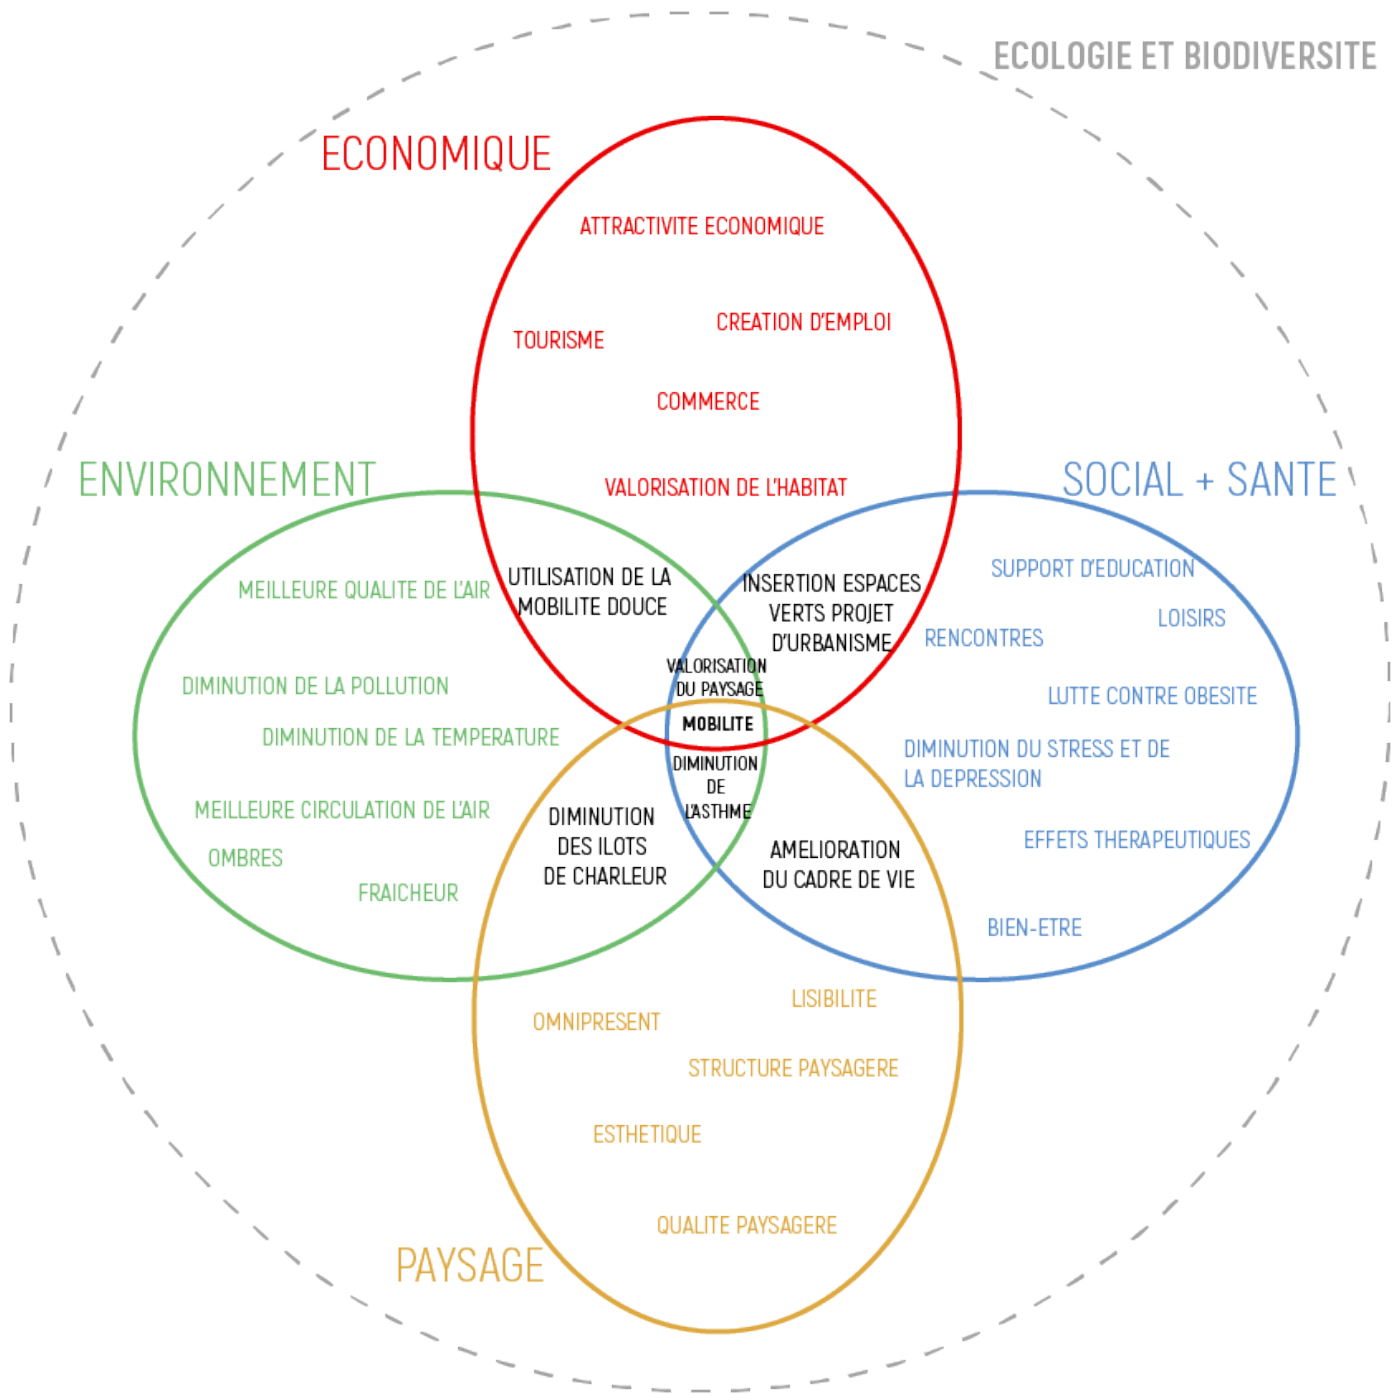 ECOLOGIE ET BIODIVERSITE
ECONOMIQUE
ATTRACTIVITE ECONOMIQUE
CREATION D'EMPLOI
TOURISME
COMMERCE
VALORISATION DE L'HABITAT
ENVIRONNEMENT
MEILLEURE QUALITE DE L'AIR
DIMINUTION DE LA POLLUTION
DIMINUTION DE LA TEMPERATURE
MEILLEURE CIRCULATION DE L'AIR
OMBRES
FRAICHEUR
UTILISATION DE LA
MOBILITE DOUCE
INSERTION ESPACES
VERTS PROJET
D'URBANISME
VALORISATION
DU PAYSAGE
MOBILITE
DIMINUTION
DE
L'ASTHME
DIMINUTION
DES ILOTS
DE CHARLEUR
AMELIORATION
DU CADRE DE VIE
SOCIAL + SANTE
SUPPORT D'EDUCATION
LOISIRS
RENCONTRES
LUTTE CONTRE OBESITE
DIMINUTION DU STRESS ET DE
LA DEPRESSION
EFFETS THERAPEUTIQUES
BIEN-ETRE
LISIBILITE
OMNIPRESENT
STRUCTURE PAYSAGERE
ESTHETIQUE
QUALITE PAYSAGERE
PAYSAGE